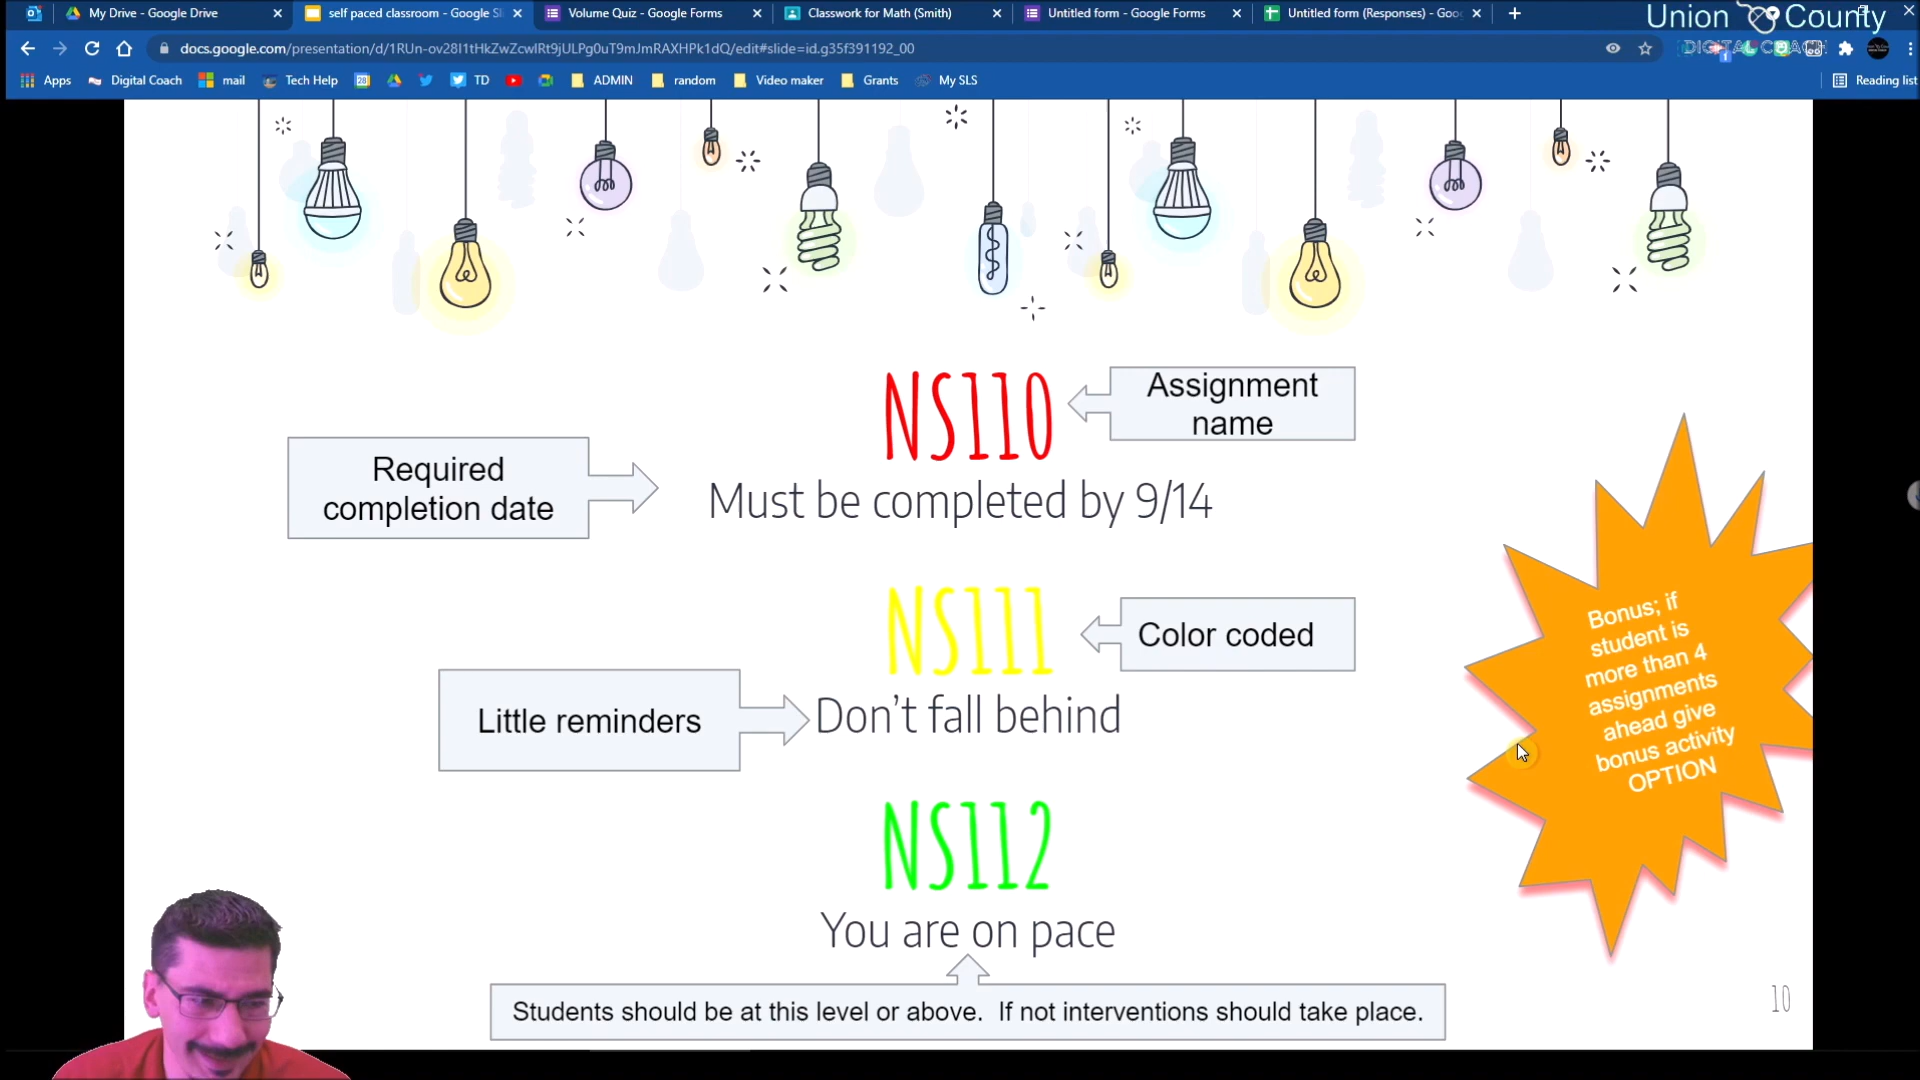 My Drive - Google Drive
self paced classroom - Google Sl
Volume Quiz - Google Forms
Classwork for Math (Smith)
Untitled form - Google Forms
Untitled form (Responses) - Goo
Union County
DIGITAL COACH
docs.google.com/presentation/d/1RUn-ov28I1tHkZwZcwIRt9jULPg0uT9mJmRAXHPk1dQ/edit#slide=id.g35f391192_00
Apps
Digital Coach
mail
Tech Help
TD
ADMIN
random
Video maker
Grants
My SLS
Reading list
NS110
Assignment
name
Required
completion date
Must be completed by 9/14
NS111
Color coded
Little reminders
Don't fall behind
Bonus; if
student is
more than 4
assignments
ahead give
bonus activity
OPTION
NS112
You are on pace
Students should be at this level or above. If not interventions should take place.
10